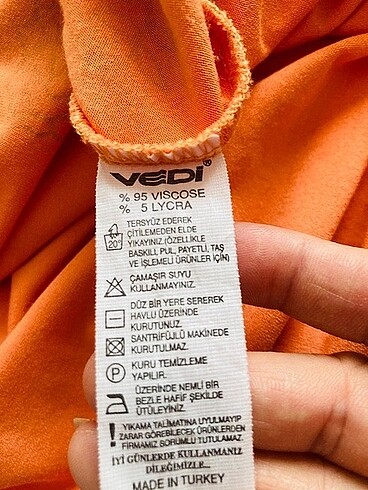 VEDI®
% 95 VISCOSE
% 5 LYCRA
TERSYÜZ EDEREK
ÇİTİLEMEDEN ELDE
YIKAYINIZ.(ÖZELLİKLE
BASKILI, PUL, PAYETLİ, TAŞ
VE İŞLEMELİ ÜRÜNLER İÇİN)
20°
ÇAMAŞIR SUYU
KULLANMAYINIZ.
DÜZ BİR YERE SEREREK
HAVLU ÜZERİNDE
KURUTUNUZ.
SANTRİFÜJLÜ MAKİNEDE
KURUTULMAZ.
P
KURU TEMİZLEME
YAPILIR.
ÜZERİNDE NEMLİ BİR
BEZLE HAFİF ŞEKİLDE
ÜTÜLEYİNİZ.
! YIKAMA TALİMATINA UYULMAYIP
ZARAR GÖREBİLECEK ÜRÜNLERDEN
FİRMAMIZ SORUMLU TUTULAMAZ.
İYİ GÜNLERDE KULLANMANIZ
DİLEĞİMİZLE...
MADE IN TURKEY